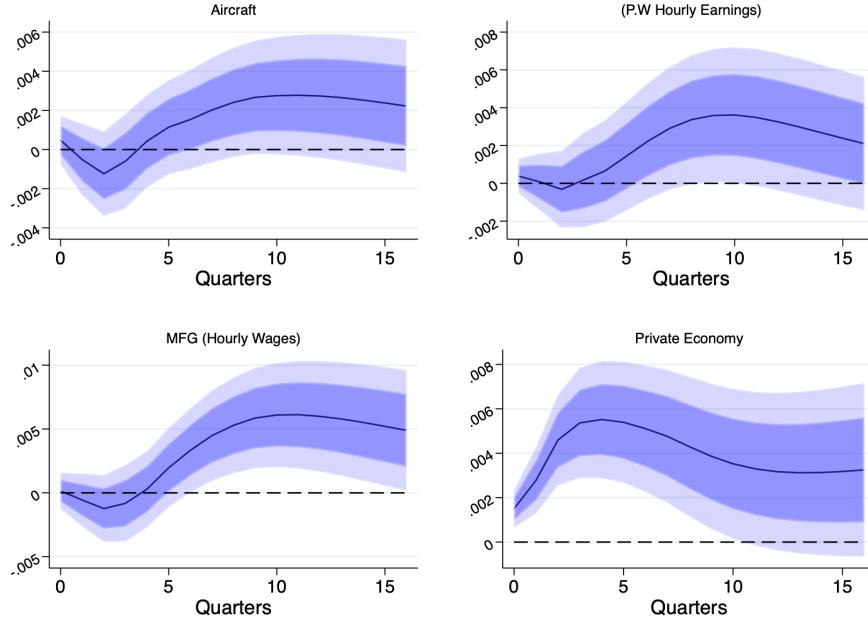 Aircraft
.006
.004
.002
0
-.002
-.004
0 5 10 15
Quarters
(P.W Hourly Earnings)
.008
.006
.004
.002
0
-.002
0 5 10 15
Quarters
MFG (Hourly Wages)
.01
.005
0
-.005
0 5 10 15
Quarters
Private Economy
.008
.006
.004
.002
0
0 5 10 15
Quarters